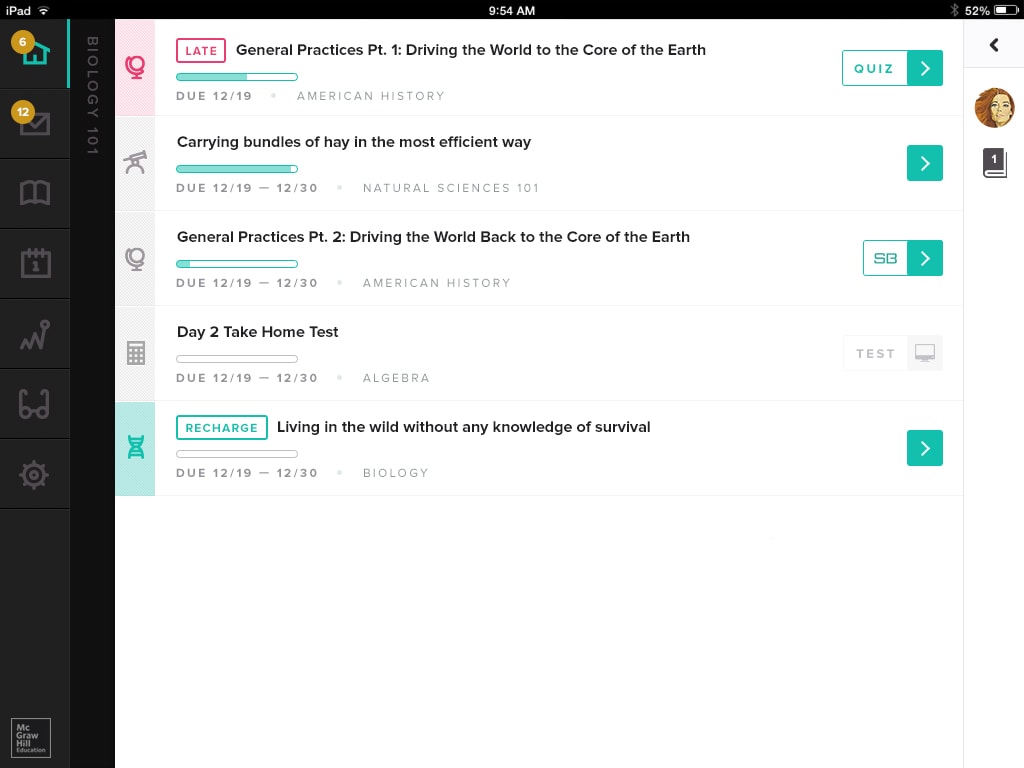 iPad 9:54 AM 52%
6
12
1
BIOLOGY 101
LATE General Practices Pt. 1: Driving the World to the Core of the Earth
DUE 12/19 AMERICAN HISTORY
QUIZ
Carrying bundles of hay in the most efficient way
DUE 12/19 — 12/30 NATURAL SCIENCES 101
General Practices Pt. 2: Driving the World Back to the Core of the Earth
DUE 12/19 — 12/30 AMERICAN HISTORY
SB
Day 2 Take Home Test
DUE 12/19 — 12/30 ALGEBRA
TEST
RECHARGE Living in the wild without any knowledge of survival
DUE 12/19 — 12/30 BIOLOGY
1
Mc
Graw
Hill
Education